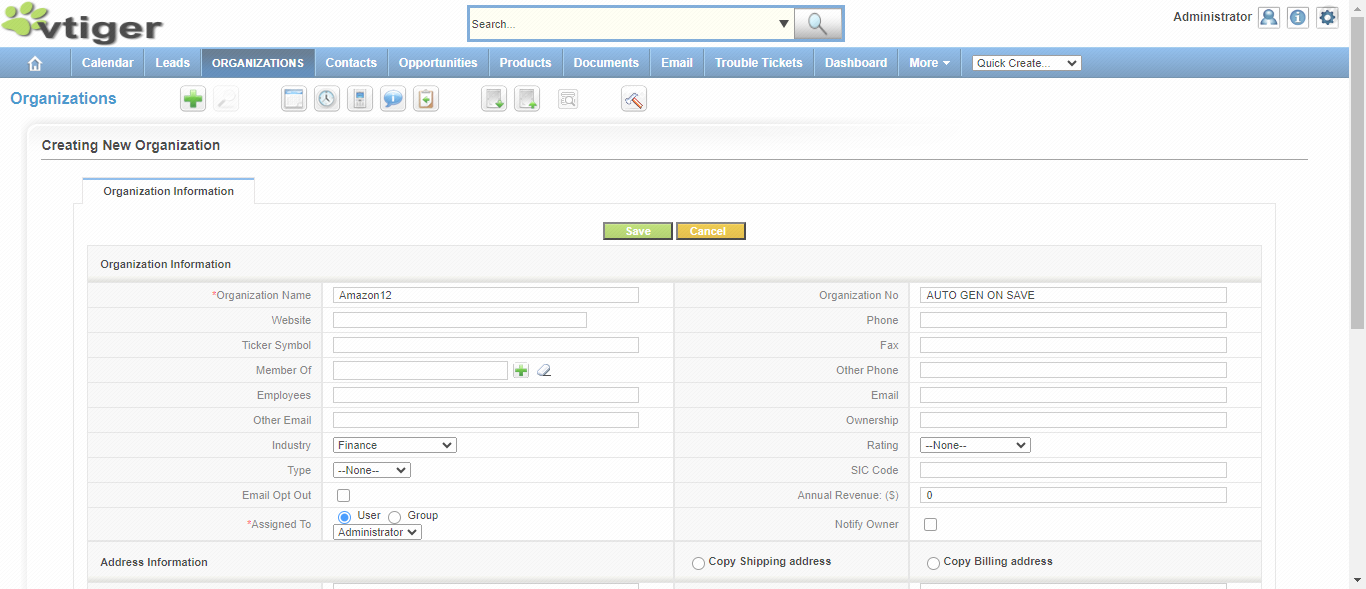 vtiger
Search...
Administrator
Calendar Leads ORGANIZATIONS Contacts Opportunities Products Documents Email Trouble Tickets Dashboard More Quick Create...
Organizations
Creating New Organization
Organization Information
Save Cancel
Organization Information
*Organization Name Amazon12 Organization No AUTO GEN ON SAVE
Website Phone
Ticker Symbol Fax
Member Of Other Phone
Employees Email
Other Email Ownership
Industry Finance Rating --None--
Type --None-- SIC Code
Email Opt Out Annual Revenue: ($) 0
*Assigned To User Group Notify Owner
Administrator
Address Information Copy Shipping address Copy Billing address